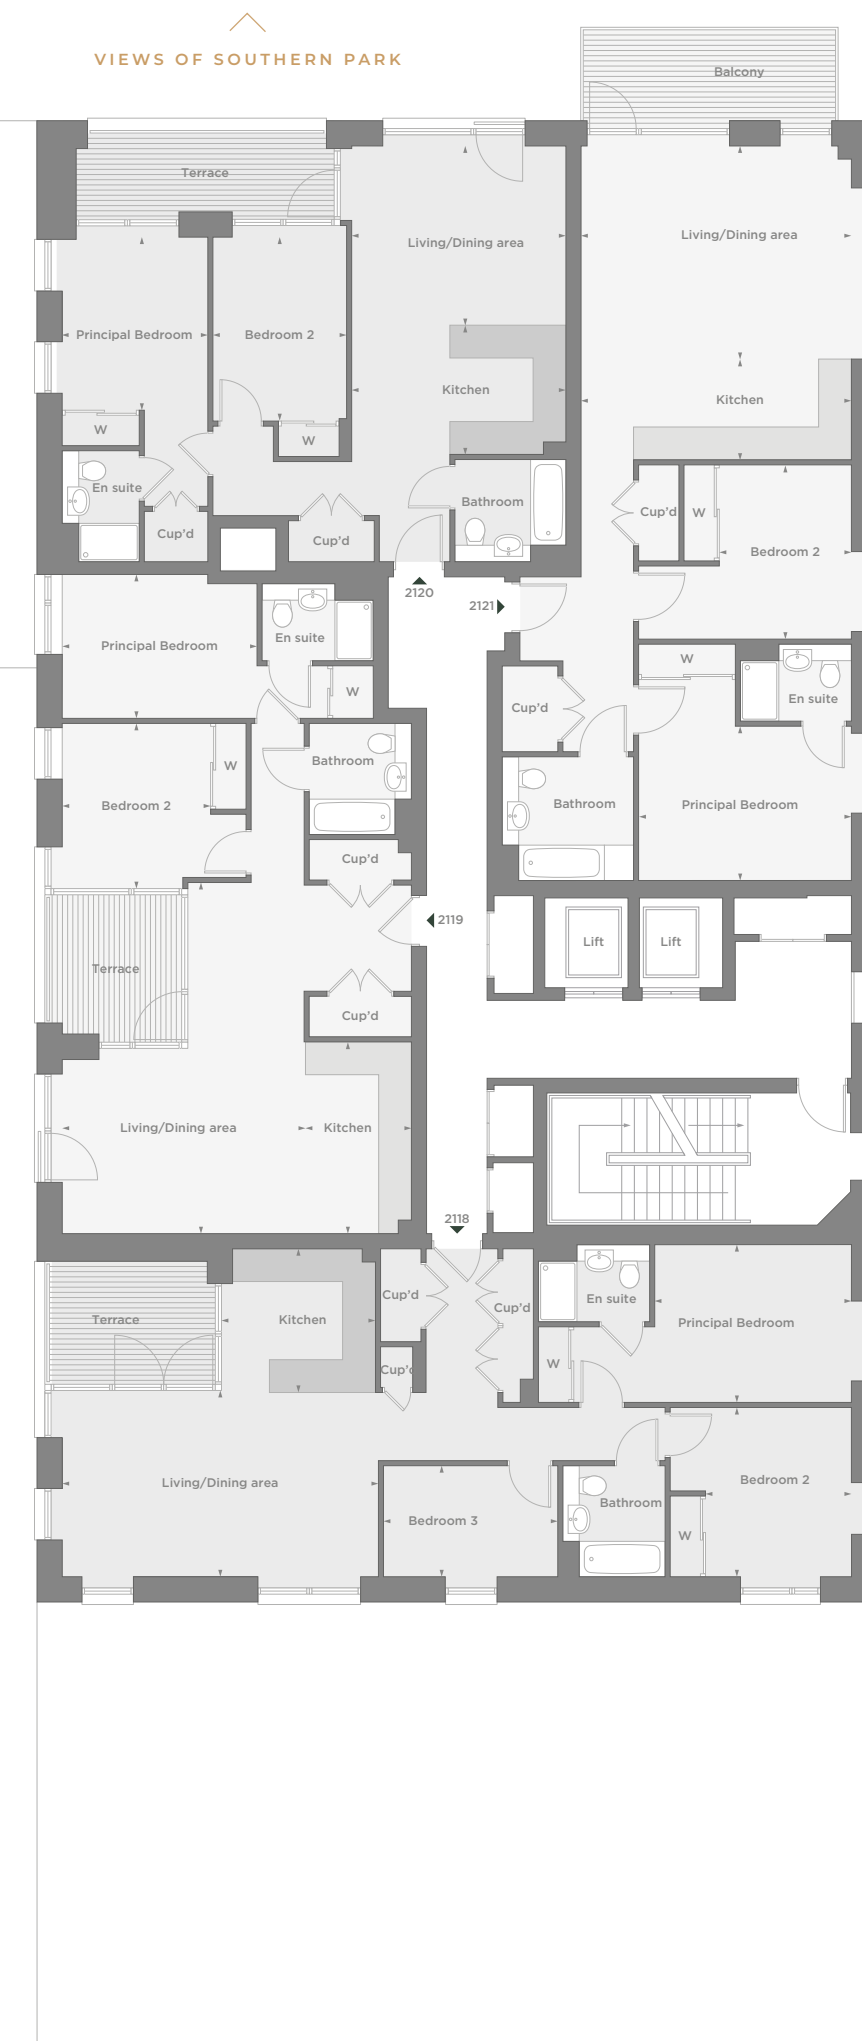 VIEWS OF SOUTHERN PARK
Balcony
Terrace
Living/Dining area
Living/Dining area
Principal Bedroom
Bedroom 2
Kitchen
Kitchen
W
W
En suite
Bathroom
Cup'd
W
Cup'd
Cup'd
Bedroom 2
2120
2121
Principal Bedroom
En suite
W
W
En suite
Cup'd
Bathroom
W
Bedroom 2
Bathroom
Principal Bedroom
Cup'd
2119
Lift
Lift
Terrace
Cup'd
Living/Dining area
Kitchen
2118
Terrace
Kitchen
Cup'd
Cup'd
En suite
Principal Bedroom
W
Cup'd
Living/Dining area
Bedroom 3
Bathroom
Bedroom 2
W